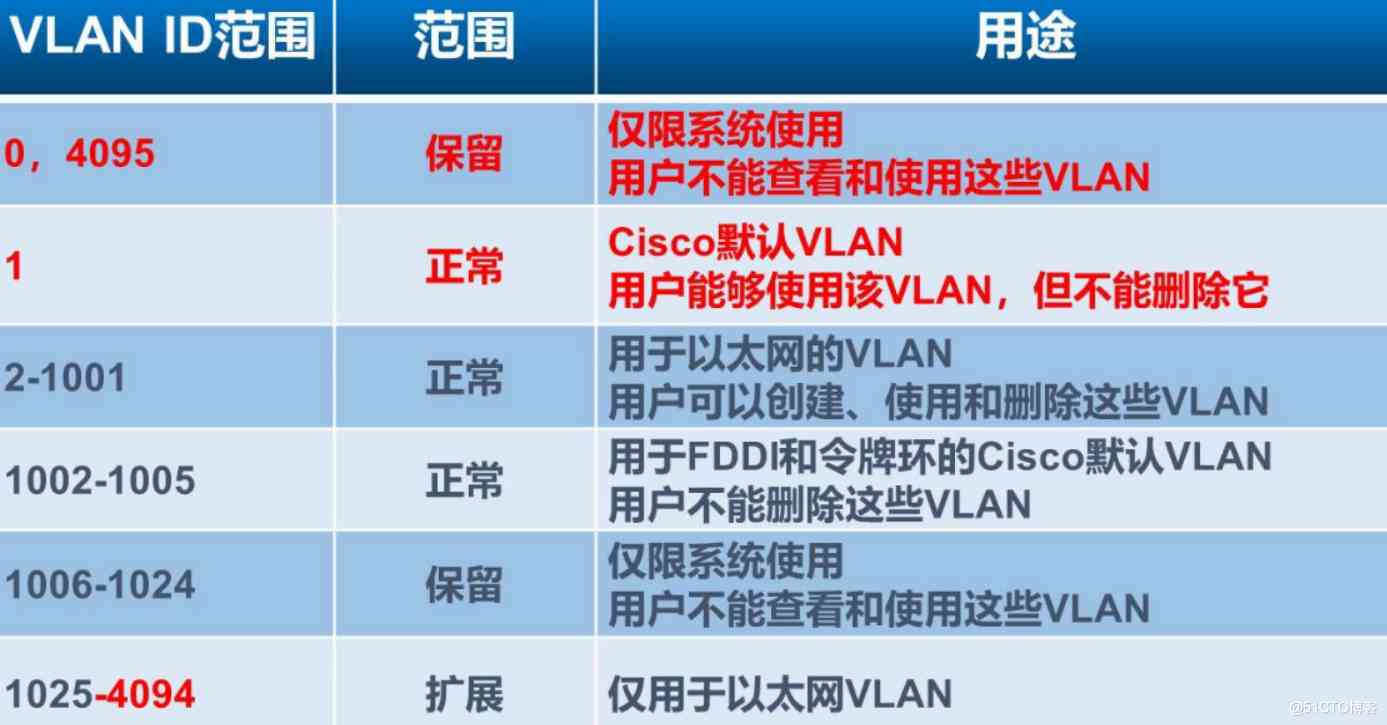 VLAN ID范围 范围 用途
0，4095 保留 仅限系统使用
用户不能查看和使用这些VLAN
1 正常 Cisco默认VLAN
用户能够使用该VLAN，但不能删除它
2-1001 正常 用于以太网的VLAN
用户可以创建、使用和删除这些VLAN
1002-1005 正常 用于FDDI和令牌环的Cisco默认VLAN
用户不能删除这些VLAN
1006-1024 保留 仅限系统使用
用户不能查看和使用这些VLAN
1025-4094 扩展 仅用于以太网VLAN
@51CTO博客